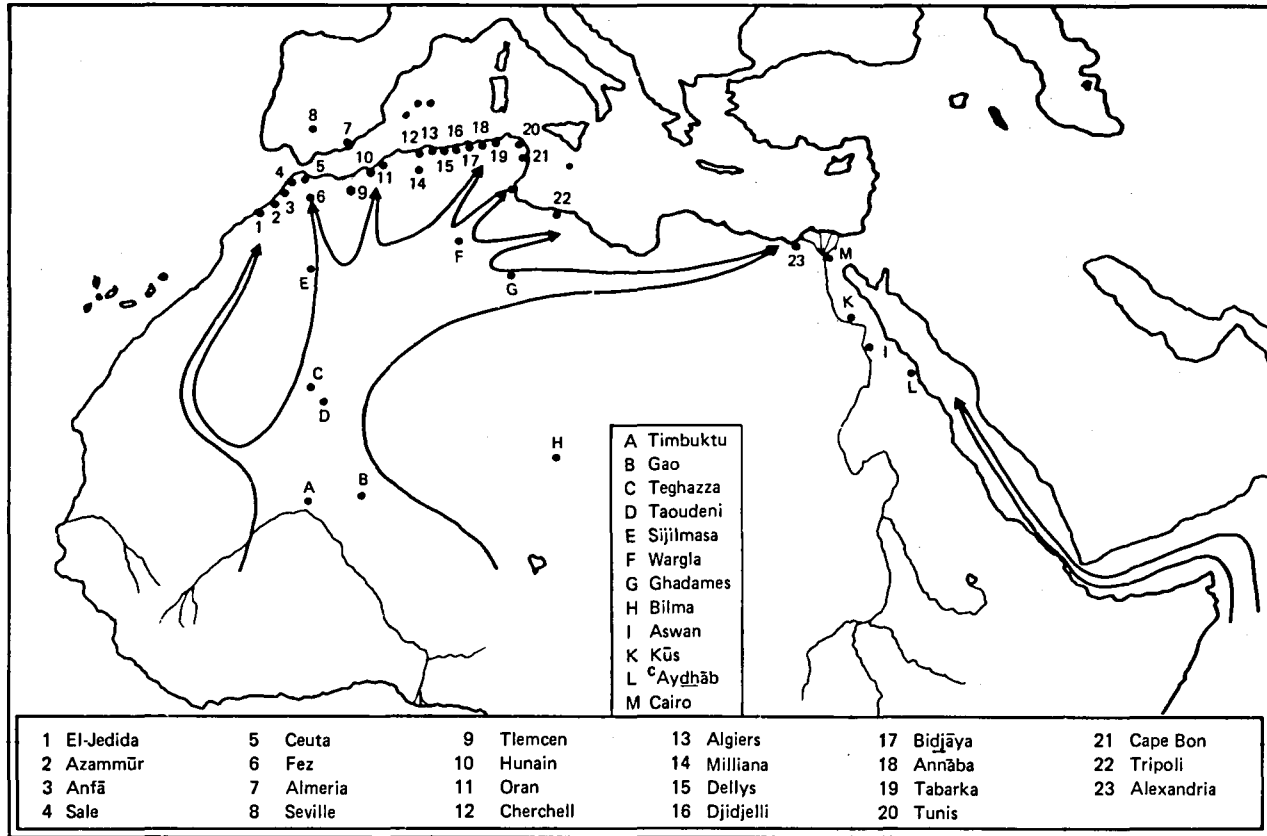 8
7
12 13 16 18 20
10
4 5
11 15 17 19 21
14
3 6 9
2
1
22
F
23
M
E
G
K
I
C
L
D
H
A
B
A Timbuktu
B Gao
C Teghazza
D Taoudeni
E Sijilmasa
F Wargla
G Ghadames
H Bilma
I Aswan
K Kūs
L ᶜAydhāb
M Cairo
1 El-Jedida
2 Azammūr
3 Anfā
4 Sale
5 Ceuta
6 Fez
7 Almeria
8 Seville
9 Tlemcen
10 Hunain
11 Oran
12 Cherchell
13 Algiers
14 Milliana
15 Dellys
16 Djidjelli
17 Bidjāya
18 Annāba
19 Tabarka
20 Tunis
21 Cape Bon
22 Tripoli
23 Alexandria